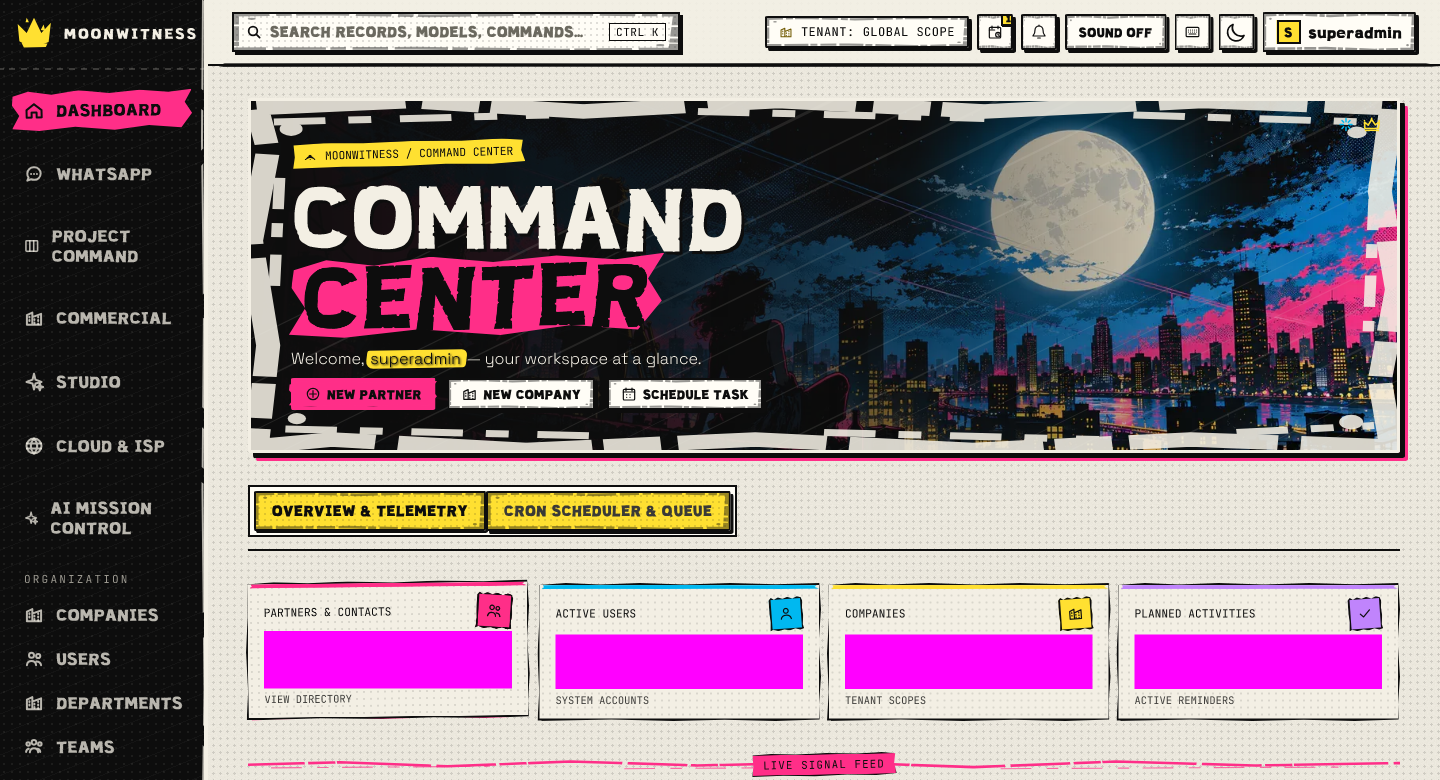 MOONWITNESS
SEARCH RECORDS, MODELS, COMMANDS…
CTRL K
TENANT: GLOBAL SCOPE
SOUND OFF
S
superadmin
DASHBOARD
WHATSAPP
PROJECT
COMMAND
COMMERCIAL
STUDIO
CLOUD & ISP
AI MISSION
CONTROL
ORGANIZATION
COMPANIES
USERS
DEPARTMENTS
TEAMS
MOONWITNESS / COMMAND CENTER
COMMAND
CENTER
Welcome, superadmin — your workspace at a glance.
NEW PARTNER
NEW COMPANY
SCHEDULE TASK
OVERVIEW & TELEMETRY
CRON SCHEDULER & QUEUE
PARTNERS & CONTACTS
VIEW DIRECTORY
ACTIVE USERS
SYSTEM ACCOUNTS
COMPANIES
TENANT SCOPES
PLANNED ACTIVITIES
ACTIVE REMINDERS
LIVE SIGNAL FEED